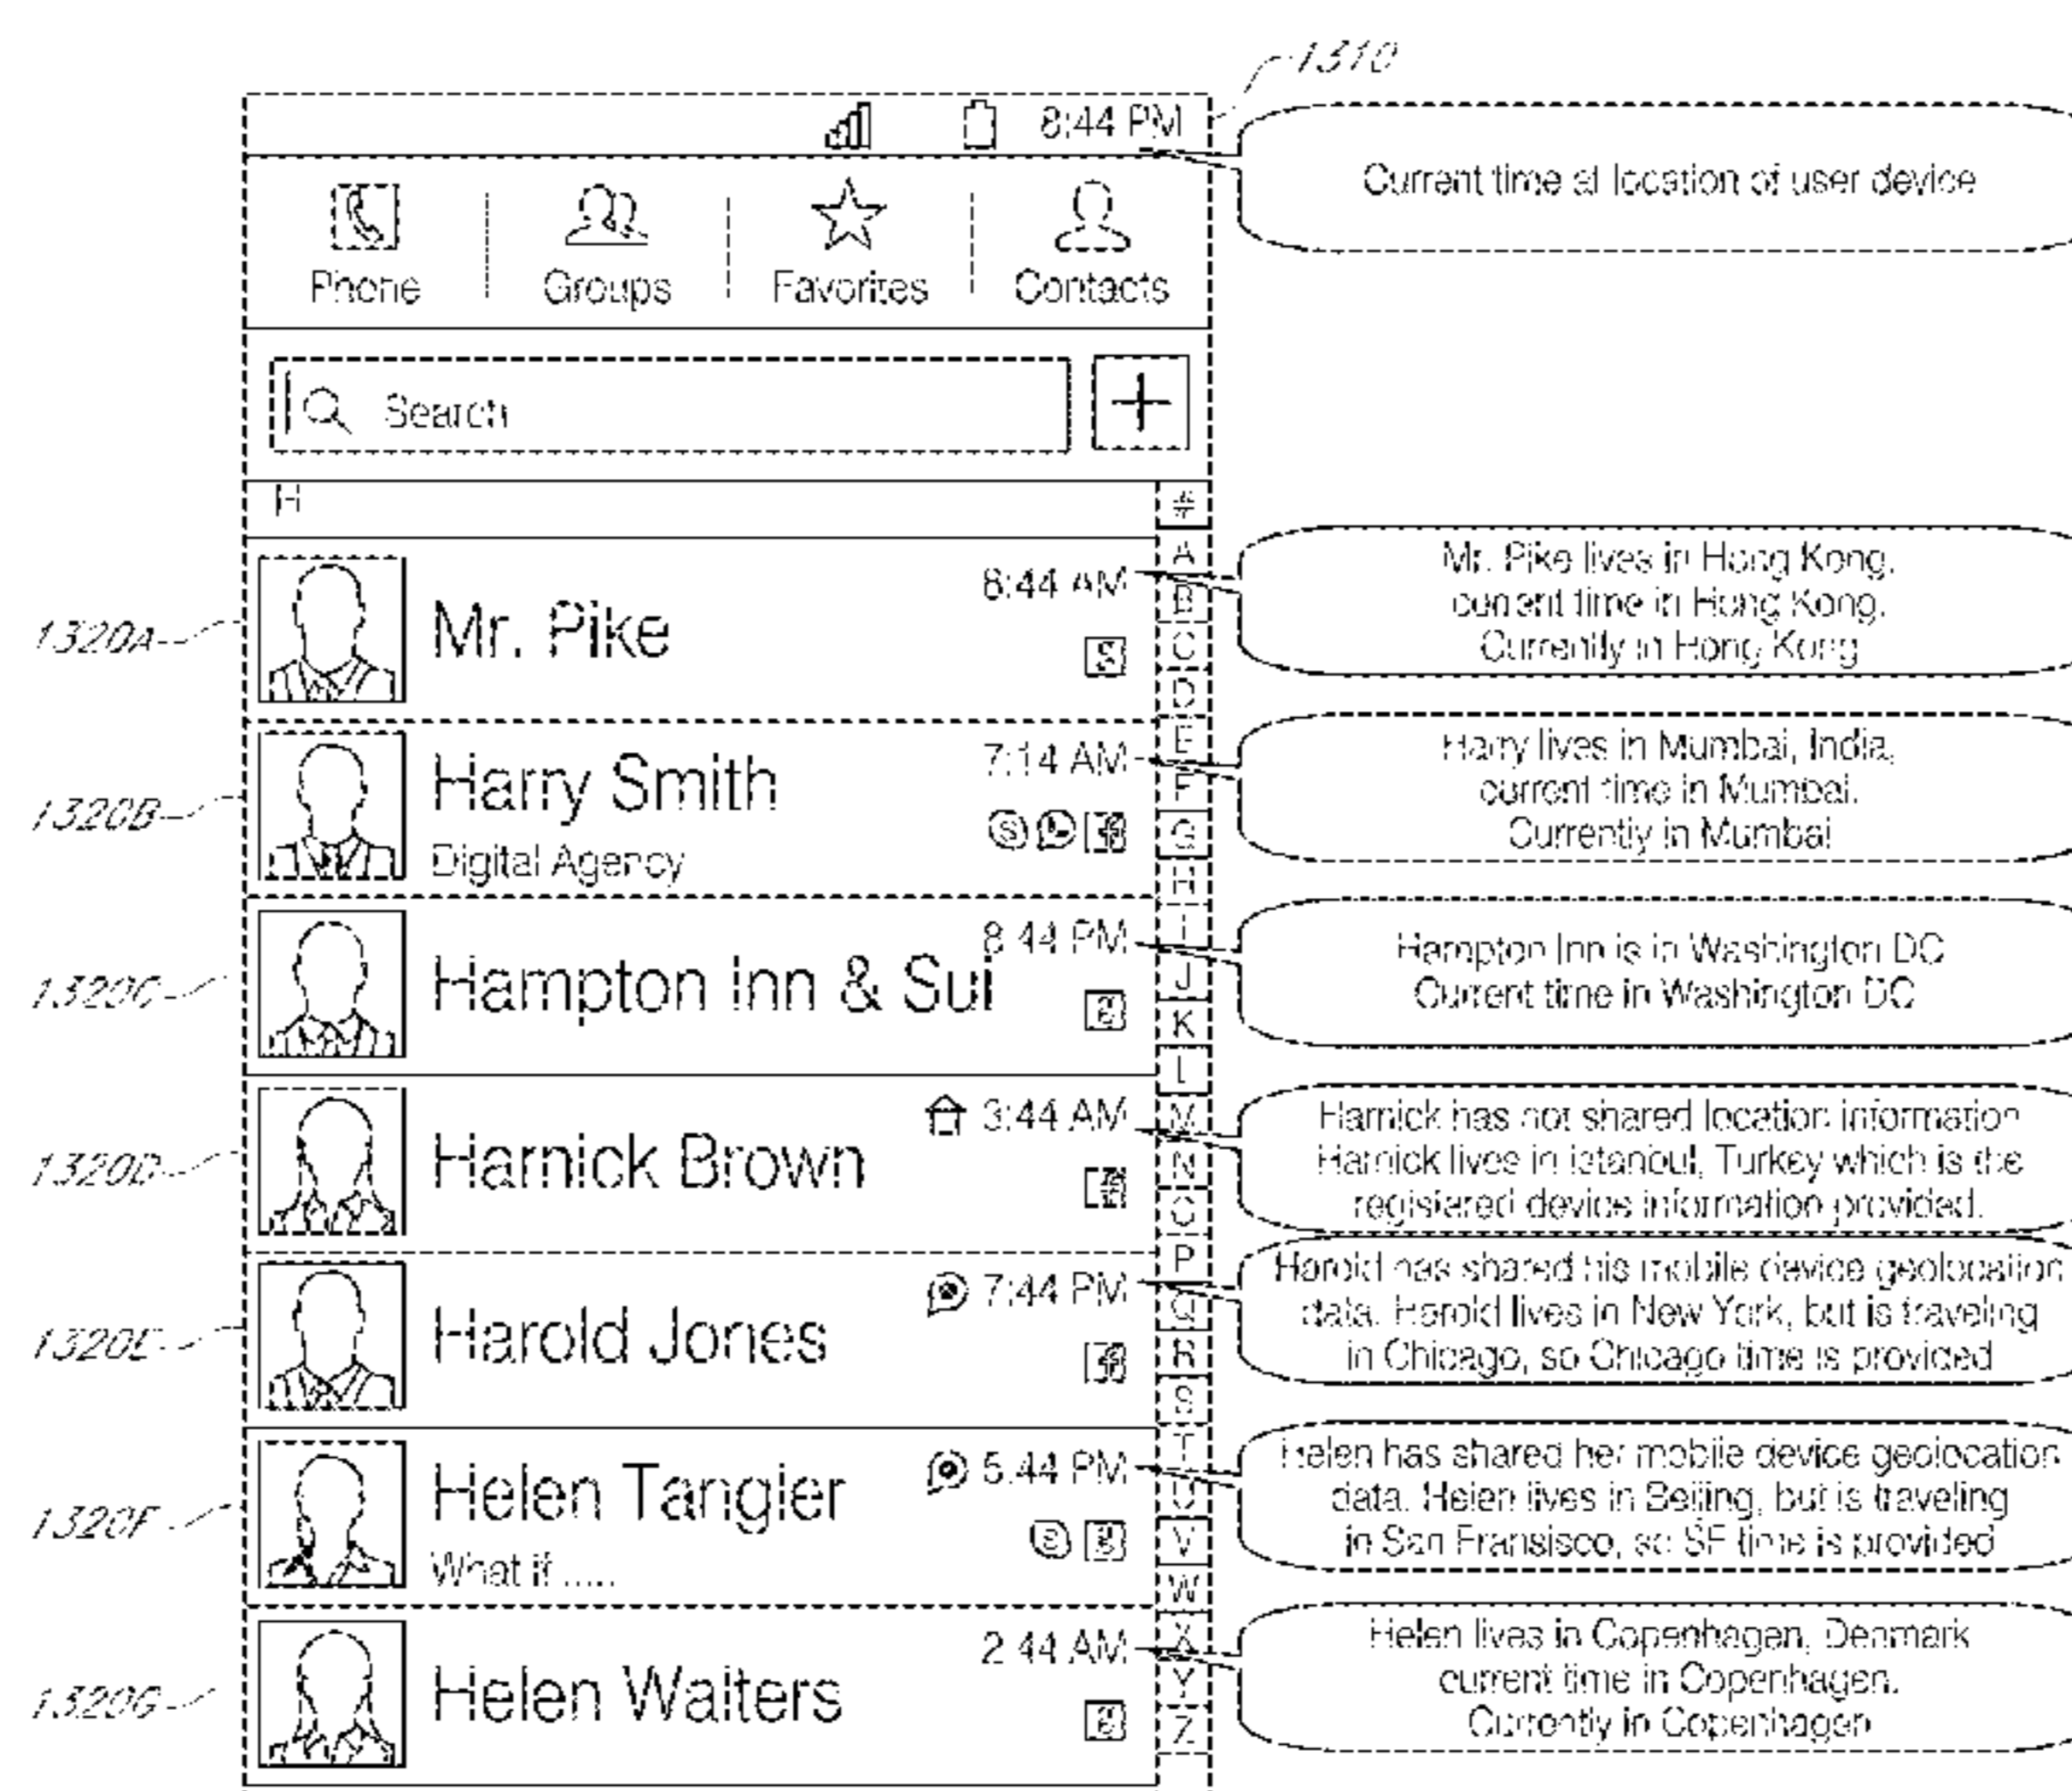 1310
8:44 PM
Current time at location of user device
Phone
Groups
Favorites
Contacts
Search
H
#
A
B
C
D
E
F
G
H
I
J
K
L
M
N
O
P
Q
R
S
T
U
V
W
X
Y
Z
1320A
Mr. Pike
8:44 AM
Mr. Pike lives in Hong Kong,
current time in Hong Kong.
Currently in Hong Kong
1320B
Harry Smith
7:14 AM
Digital Agency
Harry lives in Mumbai, India,
current time in Mumbai.
Currently in Mumbai
1320C
Hampton Inn & Sui
8:44 PM
Hampton Inn is in Washington DC
Current time in Washington DC
1320D
Harnick Brown
3:44 AM
Harnick has not shared location information
Harnick lives in Istanbul, Turkey which is the
registared device information provided.
1320E
Harold Jones
7:44 PM
Harold has shared his mobile device geolocation
data. Harold lives in New York, but is traveling
in Chicago, so Chicago time is provided
1320F
Helen Tangier
5:44 PM
What if .....
Helen has shared her mobile device geolocation
data. Helen lives in Beijing, but is traveling
in San Fransisco, so SF time is provided
1320G
Helen Walters
2:44 AM
Helen lives in Copenhagen, Denmark
current time in Copenhagen.
Currently in Copenhagen